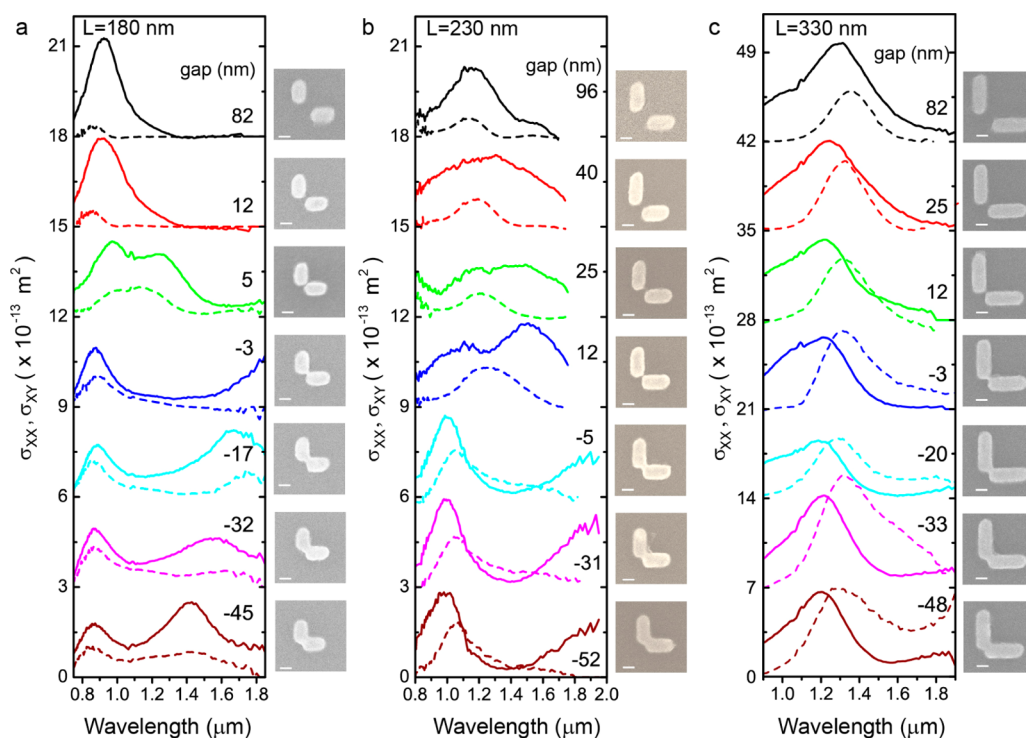 a
L=180 nm
gap (nm)
82
12
5
-3
-17
-32
-45
21
18
15
12
9
6
3
0
σXX, σXY ( x 10⁻¹³ m²)
0.8 1.0 1.2 1.4 1.6 1.8
Wavelength (μm)
b
L=230 nm
gap (nm)
96
40
25
12
-5
-31
-52
21
18
15
12
9
6
3
0
σXX, σXY ( x 10⁻¹³ m²)
0.8 1.0 1.2 1.4 1.6 1.8 2.0
Wavelength (μm)
c
L=330 nm
gap (nm)
82
25
12
-3
-20
-33
-48
49
42
35
28
21
14
7
0
σXX, σXY ( x 10⁻¹³ m²)
1.0 1.2 1.4 1.6 1.8
Wavelength (μm)